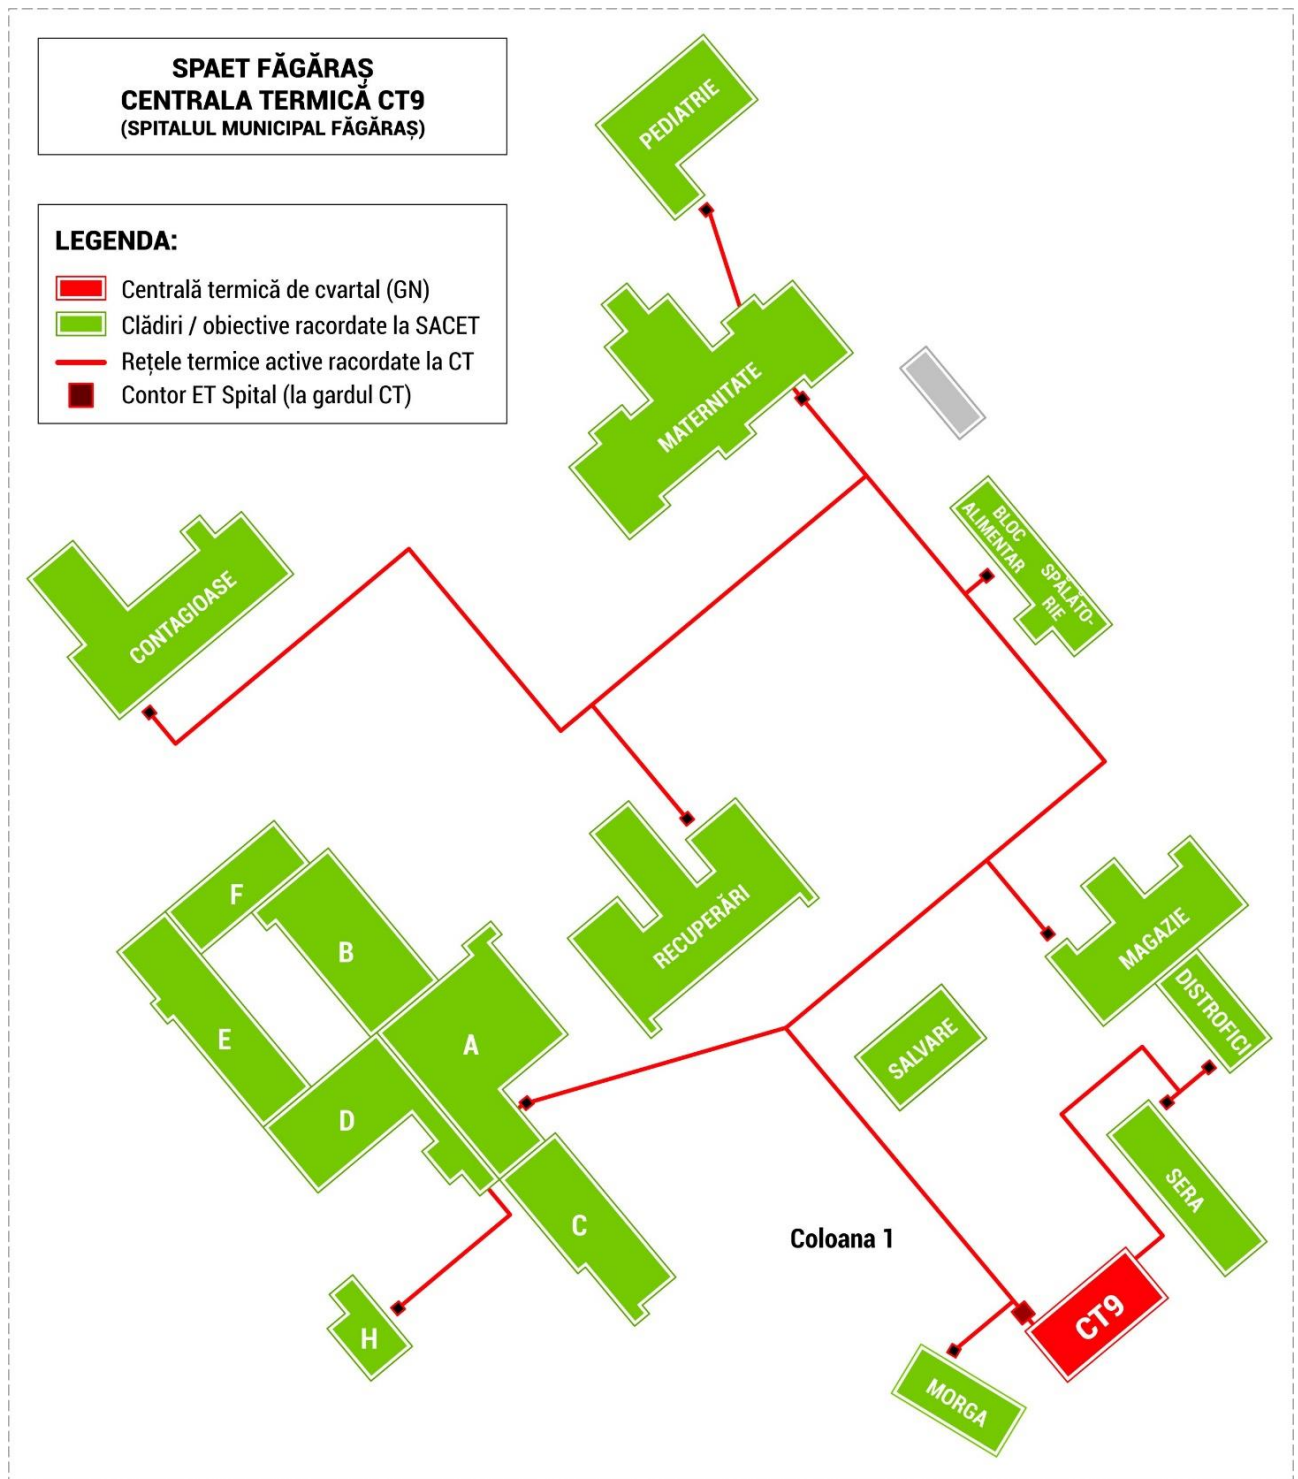 SPAET FĂGĂRAȘ
CENTRALA TERMICĂ CT9
(SPITALUL MUNICIPAL FĂGĂRAȘ)
LEGENDA:
Centrală termică de cvartal (GN)
Clădiri / obiective racordate la SACET
Rețele termice active racordate la CT
Contor ET Spital (la gardul CT)
PEDIATRIE
MATERNITATE
BLOC
ALIMENTAR
SPĂLĂTO-
RIE
CONTAGIOASE
RECUPERĂRI
F
B
E
A
D
C
H
MAGAZIE
DISTROFICI
SALVARE
SERA
Coloana 1
CT9
MORGA